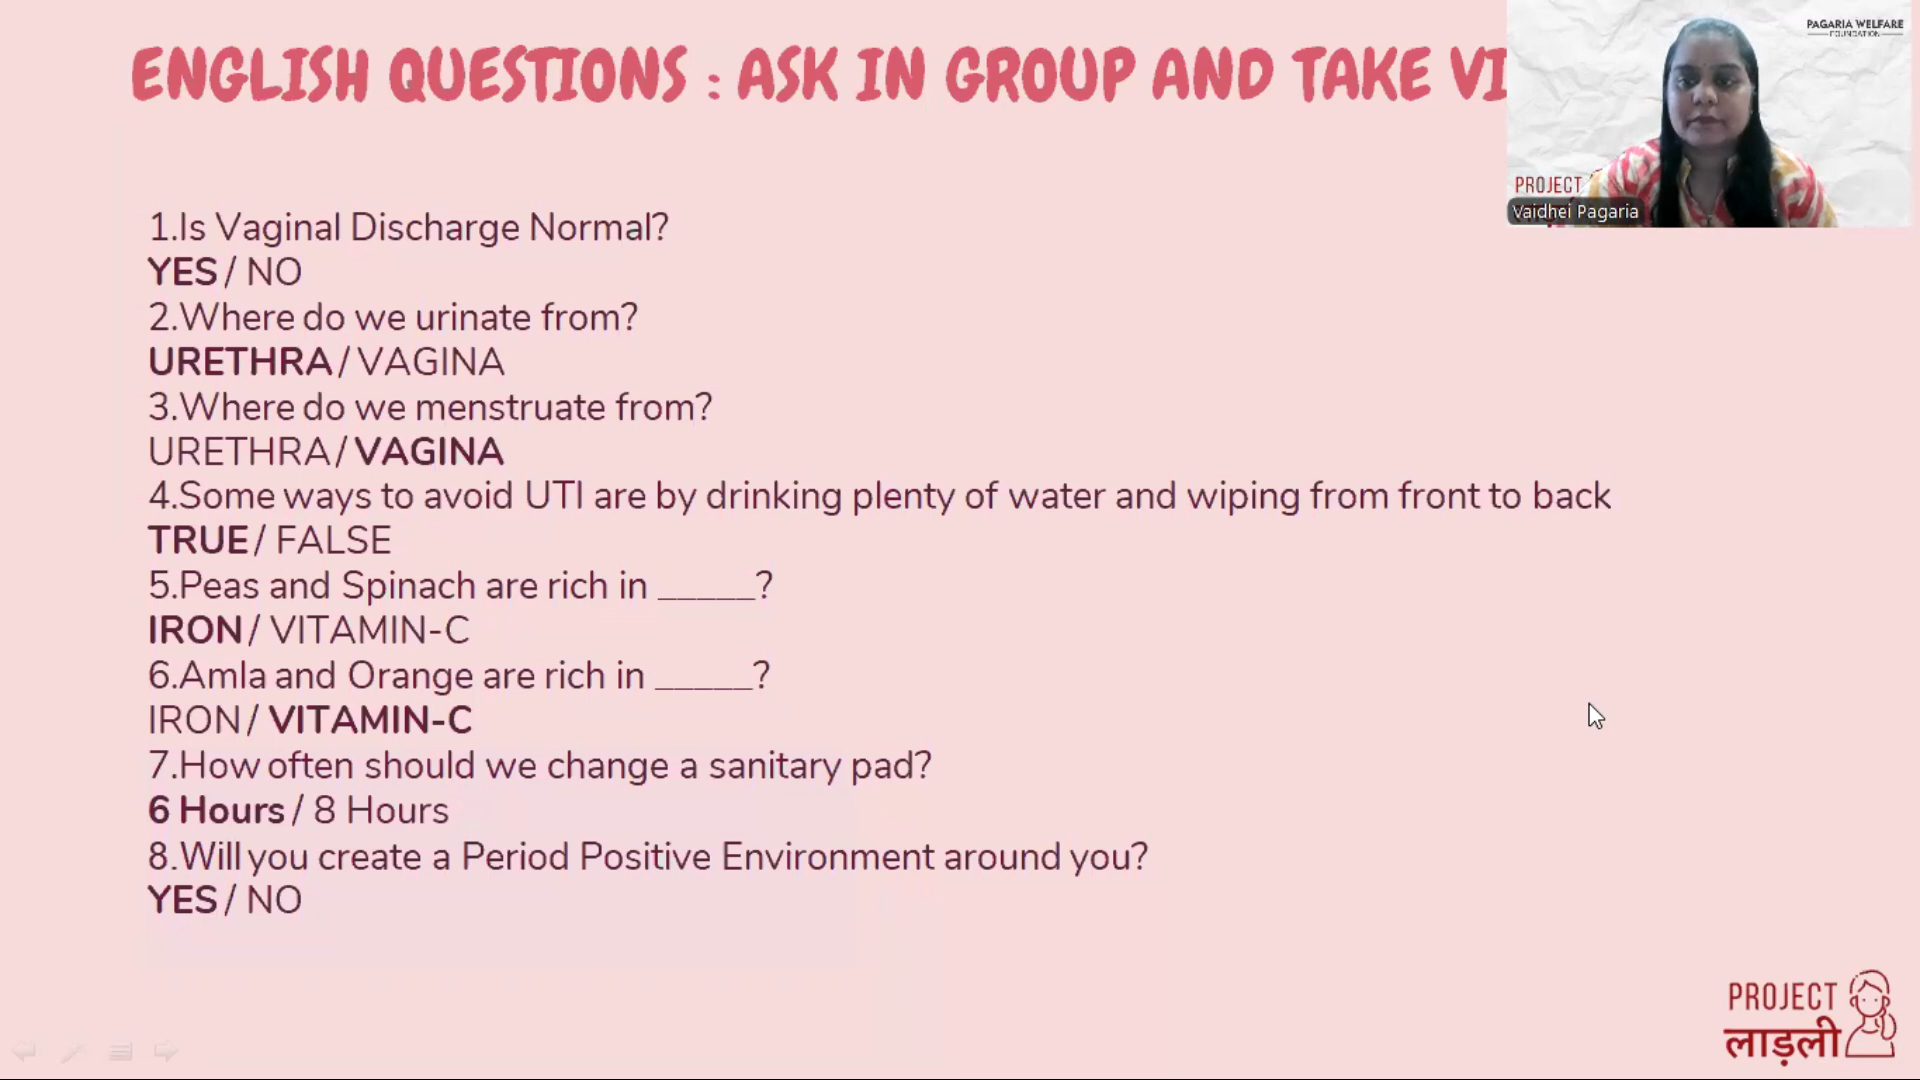 ENGLISH QUESTIONS : ASK IN GROUP AND TAKE VI
PAGARIA WELFARE
FOUNDATION
PROJECT
Vaidhei Pagaria
1.Is Vaginal Discharge Normal?
YES / NO
2.Where do we urinate from?
URETHRA / VAGINA
3.Where do we menstruate from?
URETHRA / VAGINA
4.Some ways to avoid UTI are by drinking plenty of water and wiping from front to back
TRUE / FALSE
5.Peas and Spinach are rich in _____?
IRON / VITAMIN-C
6.Amla and Orange are rich in _____?
IRON / VITAMIN-C
7.How often should we change a sanitary pad?
6 Hours / 8 Hours
8.Will you create a Period Positive Environment around you?
YES / NO
PROJECT
लाड़ली